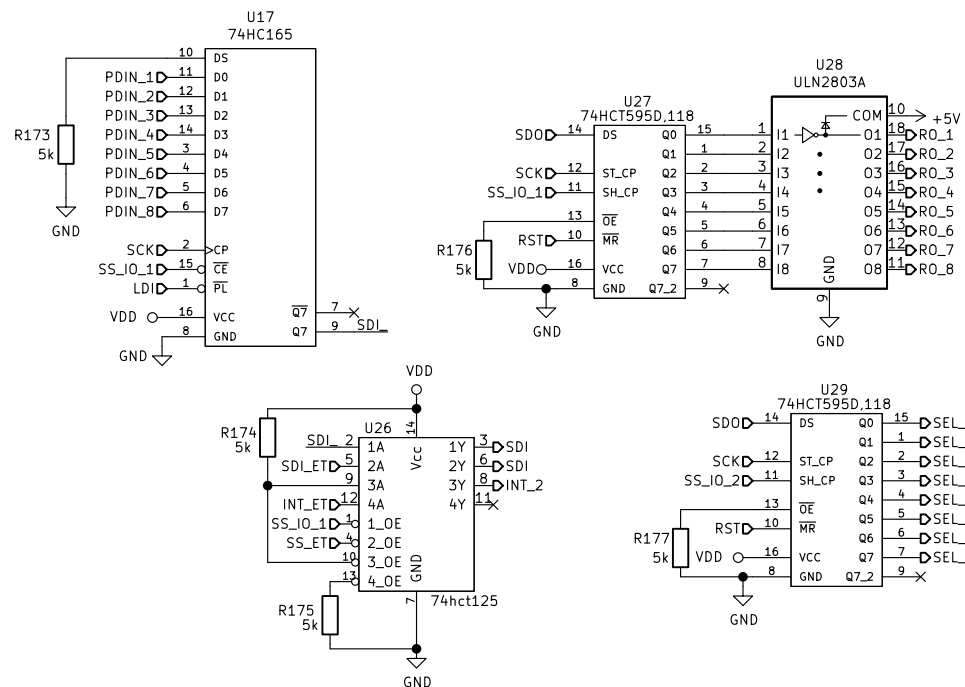 U17
74HC165
10 DS
PDIN_1 11 D0
PDIN_2 12 D1
PDIN_3 13 D2
PDIN_4 14 D3
PDIN_5 3 D4
PDIN_6 4 D5
PDIN_7 5 D6
PDIN_8 6 D7
R173
5k
GND
SCK 2 CP
SS_IO_1 15 CE
LDI 1 PL
VDD 16 VCC
GND 8 GND
Q7 7
Q7 9 SDI_
U27
74HCT595D,118
SDO 14 DS Q0 15
Q1 1
SCK 12 ST_CP Q2 2
SS_IO_1 11 SH_CP Q3 3
Q4 4
13 OE Q5 5
RST 10 MR Q6 6
VDD 16 VCC Q7 7
8 GND Q7_2 9
R176
5k
GND
U28
ULN2803A
COM 10 +5V
1 I1 O1 18 RO_1
2 I2 O2 17 RO_2
3 I3 O3 16 RO_3
4 I4 O4 15 RO_4
5 I5 O5 14 RO_5
6 I6 O6 13 RO_6
7 I7 O7 12 RO_7
8 I8 O8 11 RO_8
GND
9
GND
VDD
R174
5k
U26
14
Vcc
SDI_ 2 1A 1Y 3 SDI
SDI_ET 5 2A 2Y 6 SDI
9 3A 3Y 8 INT_2
INT_ET 12 4A 4Y 11
SS_IO_1 1 1_OE
SS_ET 4 2_OE
10 3_OE
13 4_OE
GND
7
74hct125
R175
5k
GND
U29
74HCT595D,118
SDO 14 DS Q0 15 SEL_
Q1 1 SEL_
SCK 12 ST_CP Q2 2 SEL_
SS_IO_2 11 SH_CP Q3 3 SEL_
Q4 4 SEL_
13 OE Q5 5 SEL_
RST 10 MR Q6 6 SEL_
VDD 16 VCC Q7 7 SEL_
8 GND Q7_2 9
R177
5k
GND